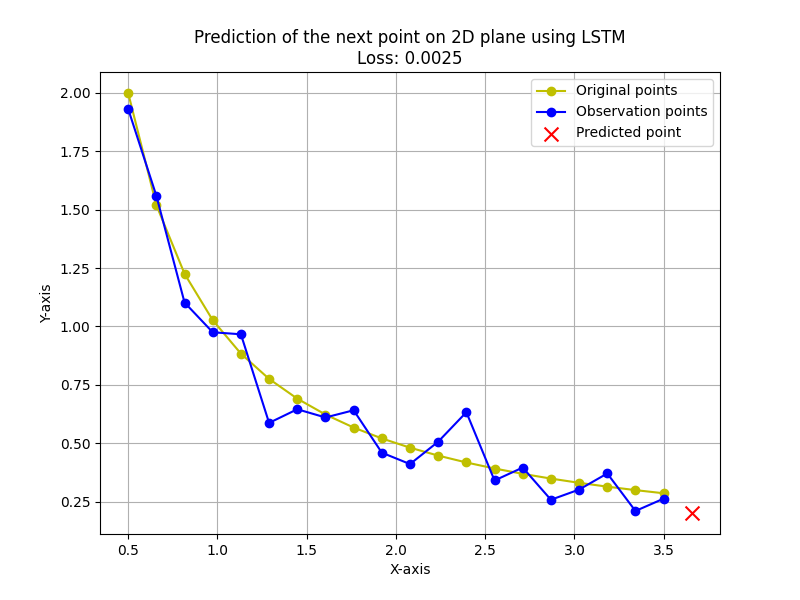 Prediction of the next point on 2D plane using LSTM
Loss: 0.0025
Original points
Observation points
Predicted point
Y-axis
2.00
1.75
1.50
1.25
1.00
0.75
0.50
0.25
0.5 1.0 1.5 2.0 2.5 3.0 3.5
X-axis